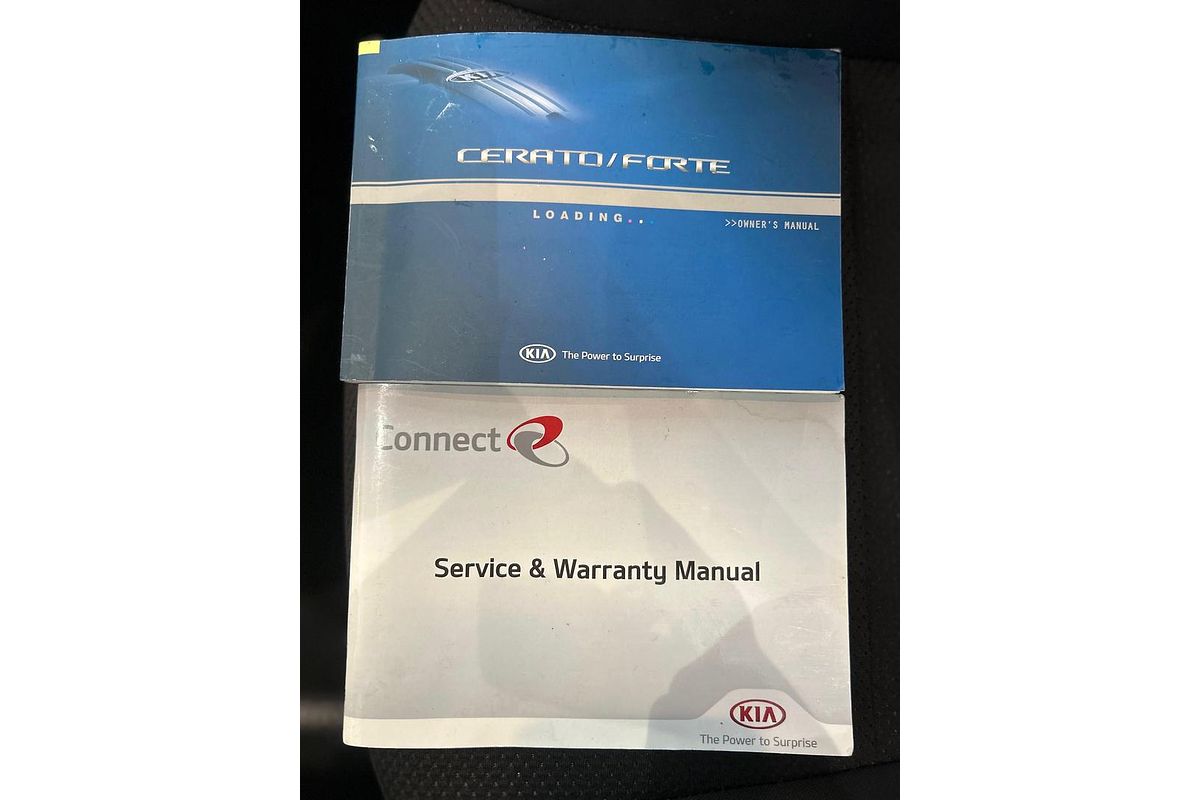 KIA
CERATO/FORTE
LOADING...
>>OWNER'S MANUAL
KIA The Power to Surprise
Connect
Service & Warranty Manual
KIA
The Power to Surprise